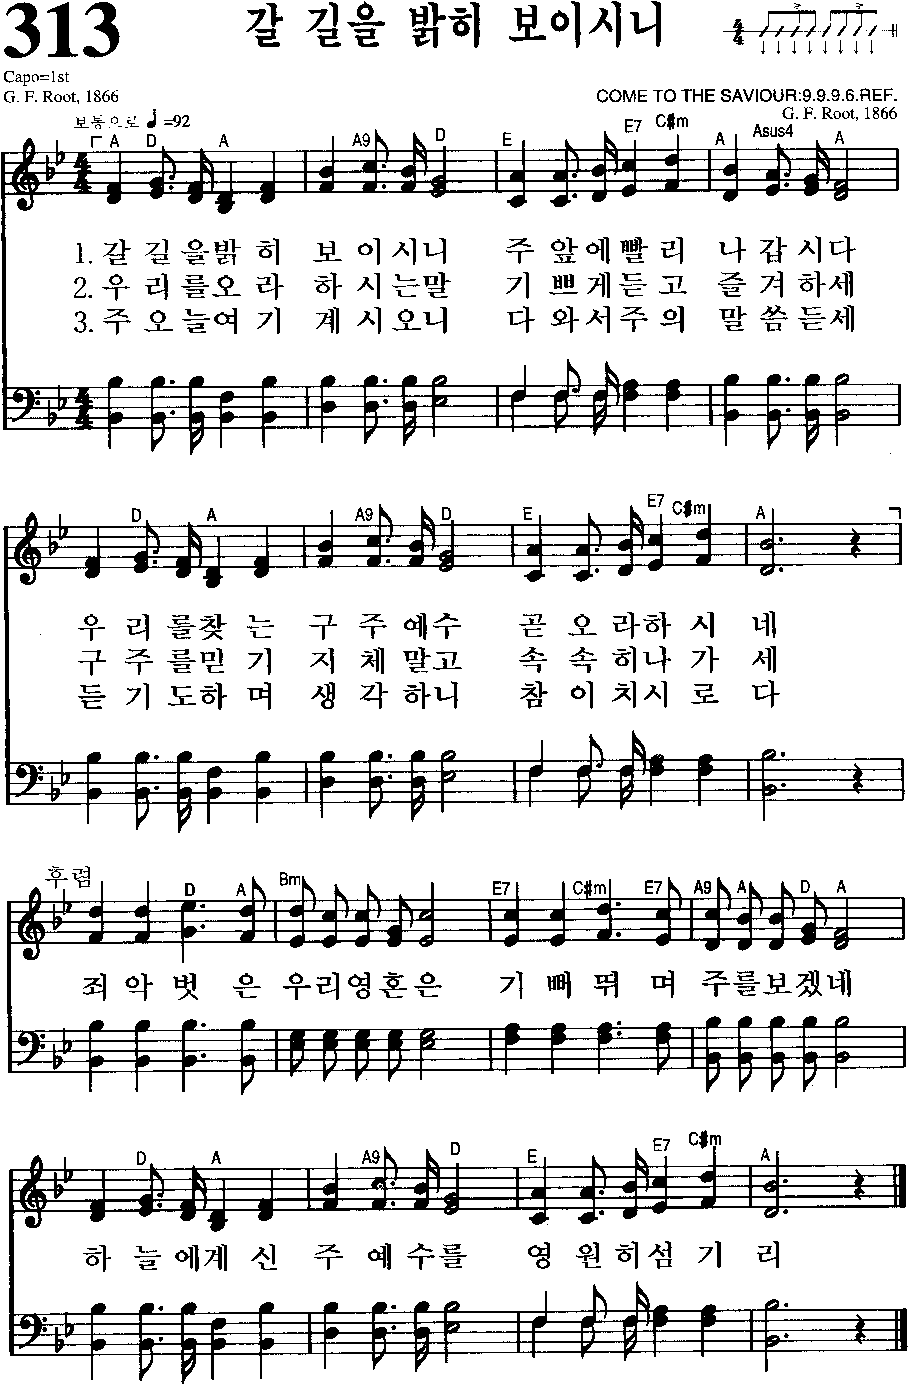 313 갈 길을 밝히 보이시니
Capo=1st
G. F. Root, 1866
COME TO THE SAVIOUR:9.9.9.6.REF.
G. F. Root, 1866
보통으로 ♩=92
A D A A9 D E E7 C#m A Asus4 A
4/4
1. 갈 길 을밝 히 보 이시니 주 앞에빨 리 나 갑 시다
2. 우 리 를오 라 하 시는말 기 쁘게듣 고 즐 겨 하세
3. 주 오 늘여 기 계 시오니 다 와서주 의 말 씀 듣세
D A A9 D E E7 C#m A
우 리 를찾 는 구 주 예수 곧 오 라하 시 네
구 주 를믿 기 지 체 말고 속 속 히나 가 세
듣 기 도하 며 생 각 하니 참 이 치시 로 다
후렴
D A Bm E7 C#m E7 A9 A D A
죄 악 벗 은 우리영혼은 기 뻐 뛰 며 주를보겠네
D A A9 D E E7 C#m A
하 늘 에계 신 주 예 수를 영 원 히섬 기 리